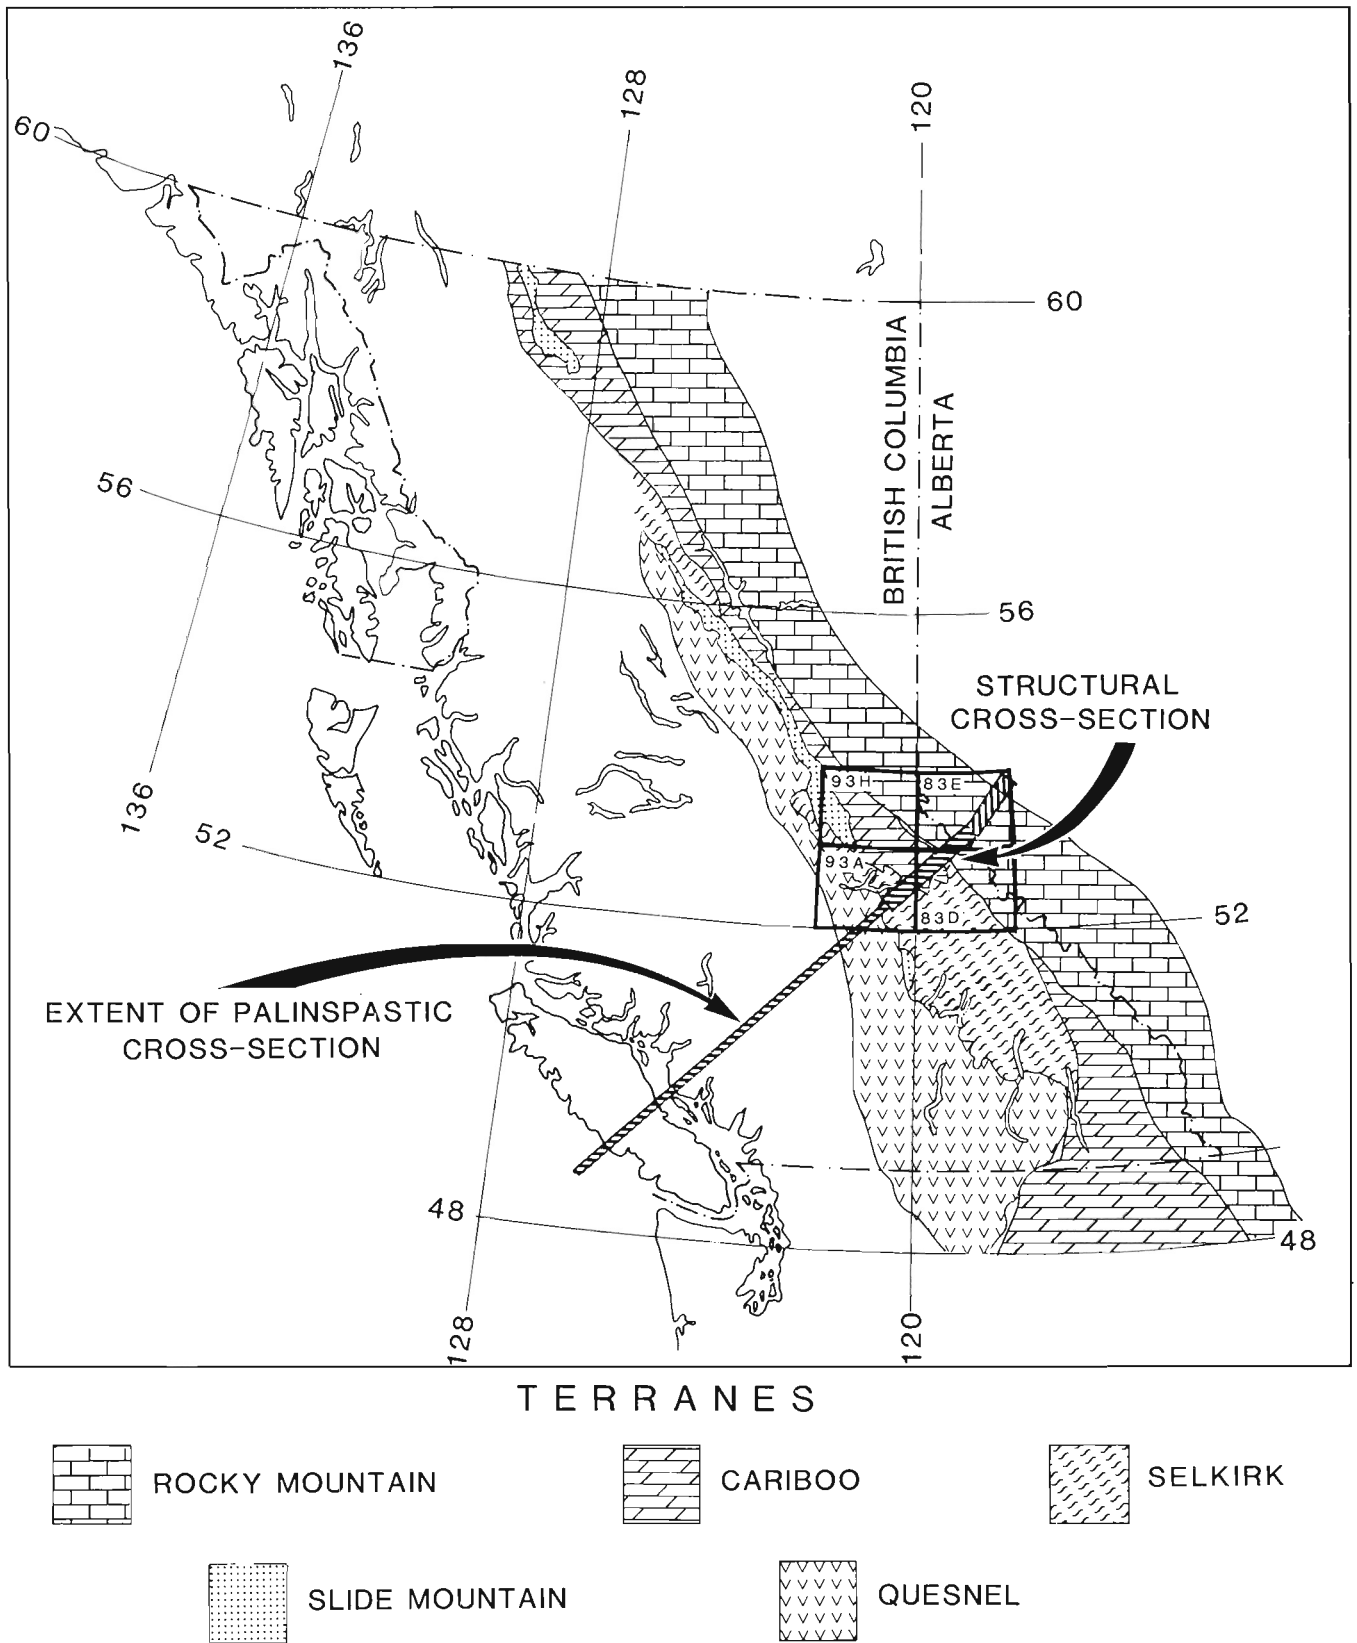 136
128
120
60
60
BRITISH COLUMBIA
ALBERTA
56
56
STRUCTURAL
CROSS-SECTION
136
93H
83E
52
93A
83D
52
EXTENT OF PALINSPASTIC
CROSS-SECTION
48
48
128
120
TERRANES
ROCKY MOUNTAIN
CARIBOO
SELKIRK
SLIDE MOUNTAIN
QUESNEL